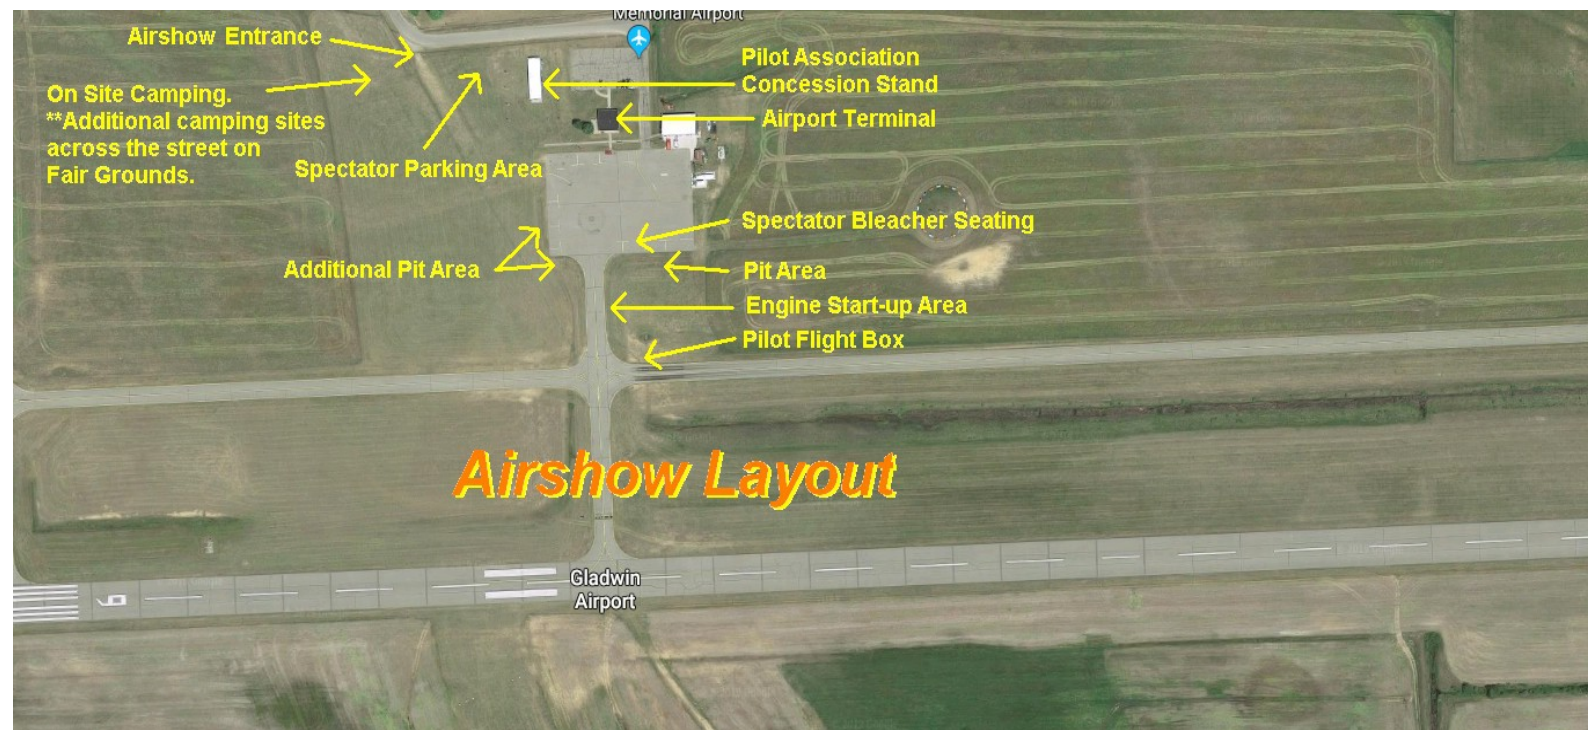 Memorial Airport
Airshow Entrance
Pilot Association
Concession Stand
On Site Camping.
**Additional camping sites
across the street on
Fair Grounds.
Airport Terminal
Spectator Parking Area
Spectator Bleacher Seating
Additional Pit Area
Pit Area
Engine Start-up Area
Pilot Flight Box
Airshow Layout
Gladwin
Airport
9